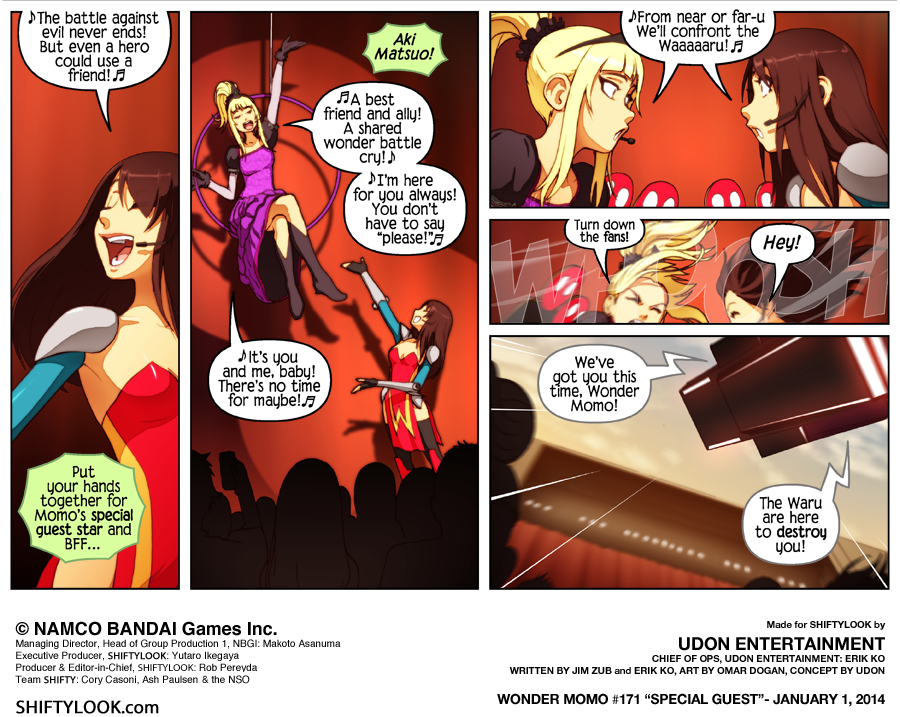 ♪The battle against
evil never ends!
But even a hero
could use a
friend!♬
Put
your hands
together for
Momo's special
guest star and
BFF...
Aki
Matsuo!
♬A best
friend and ally!
A shared
wonder battle
cry!♪
♪I'm here
for you always!
You don't
have to say
"please!"♬
♪It's you
and me, baby!
There's no time
for maybe!♬
♪From near or far-u
We'll confront the
Waaaaaru!♬
Turn down
the fans!
Hey!
WHOOSH
We've
got you this
time, Wonder
Momo!
The Waru
are here
to destroy
you!
© NAMCO BANDAI Games Inc.
Managing Director, Head of Group Production 1, NBGI: Makoto Asanuma
Executive Producer, SHIFTYLOOK: Yutaro Ikegaya
Producer & Editor-in-Chief, SHIFTYLOOK: Rob Pereyda
Team SHIFTY: Cory Casoni, Ash Paulsen & the NSO
SHIFTYLOOK.com
Made for SHIFTYLOOK by
UDON ENTERTAINMENT
CHIEF OF OPS, UDON ENTERTAINMENT: ERIK KO
WRITTEN BY JIM ZUB and ERIK KO, ART BY OMAR DOGAN, CONCEPT BY UDON
WONDER MOMO #171 "SPECIAL GUEST"- JANUARY 1, 2014